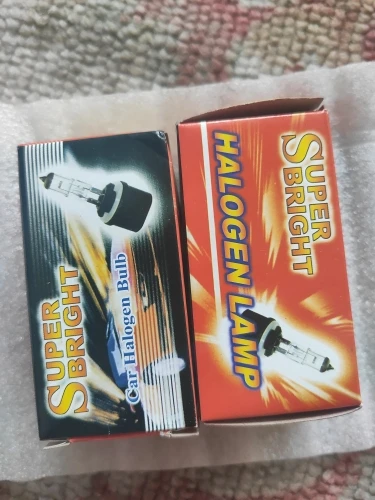 SUPER
BRIGHT
Car Halogen Bulb
SUPER
BRIGHT
HALOGEN LAMP